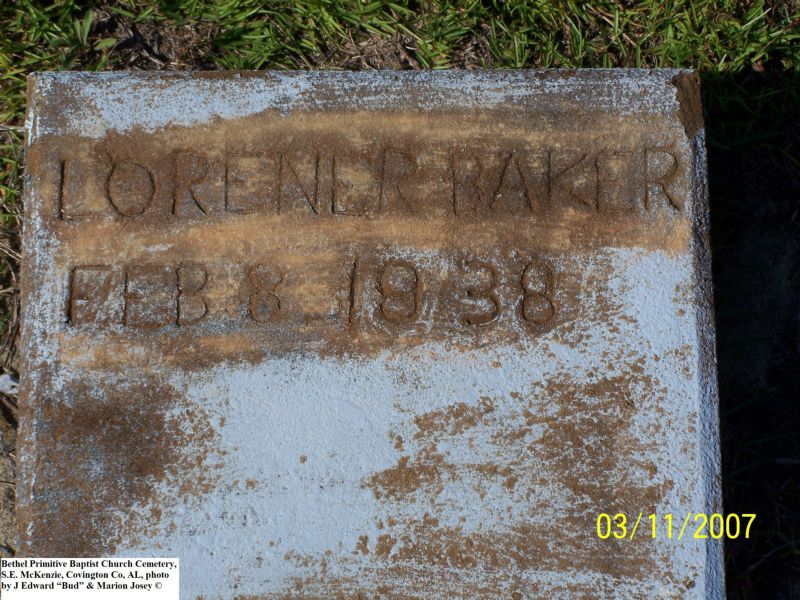 LORENER BAKER
FEB 8 1938
03/11/2007
Bethel Primitive Baptist Church Cemetery,
S.E. McKenzie, Covington Co, AL, photo
by J Edward “Bud” & Marion Josey ©